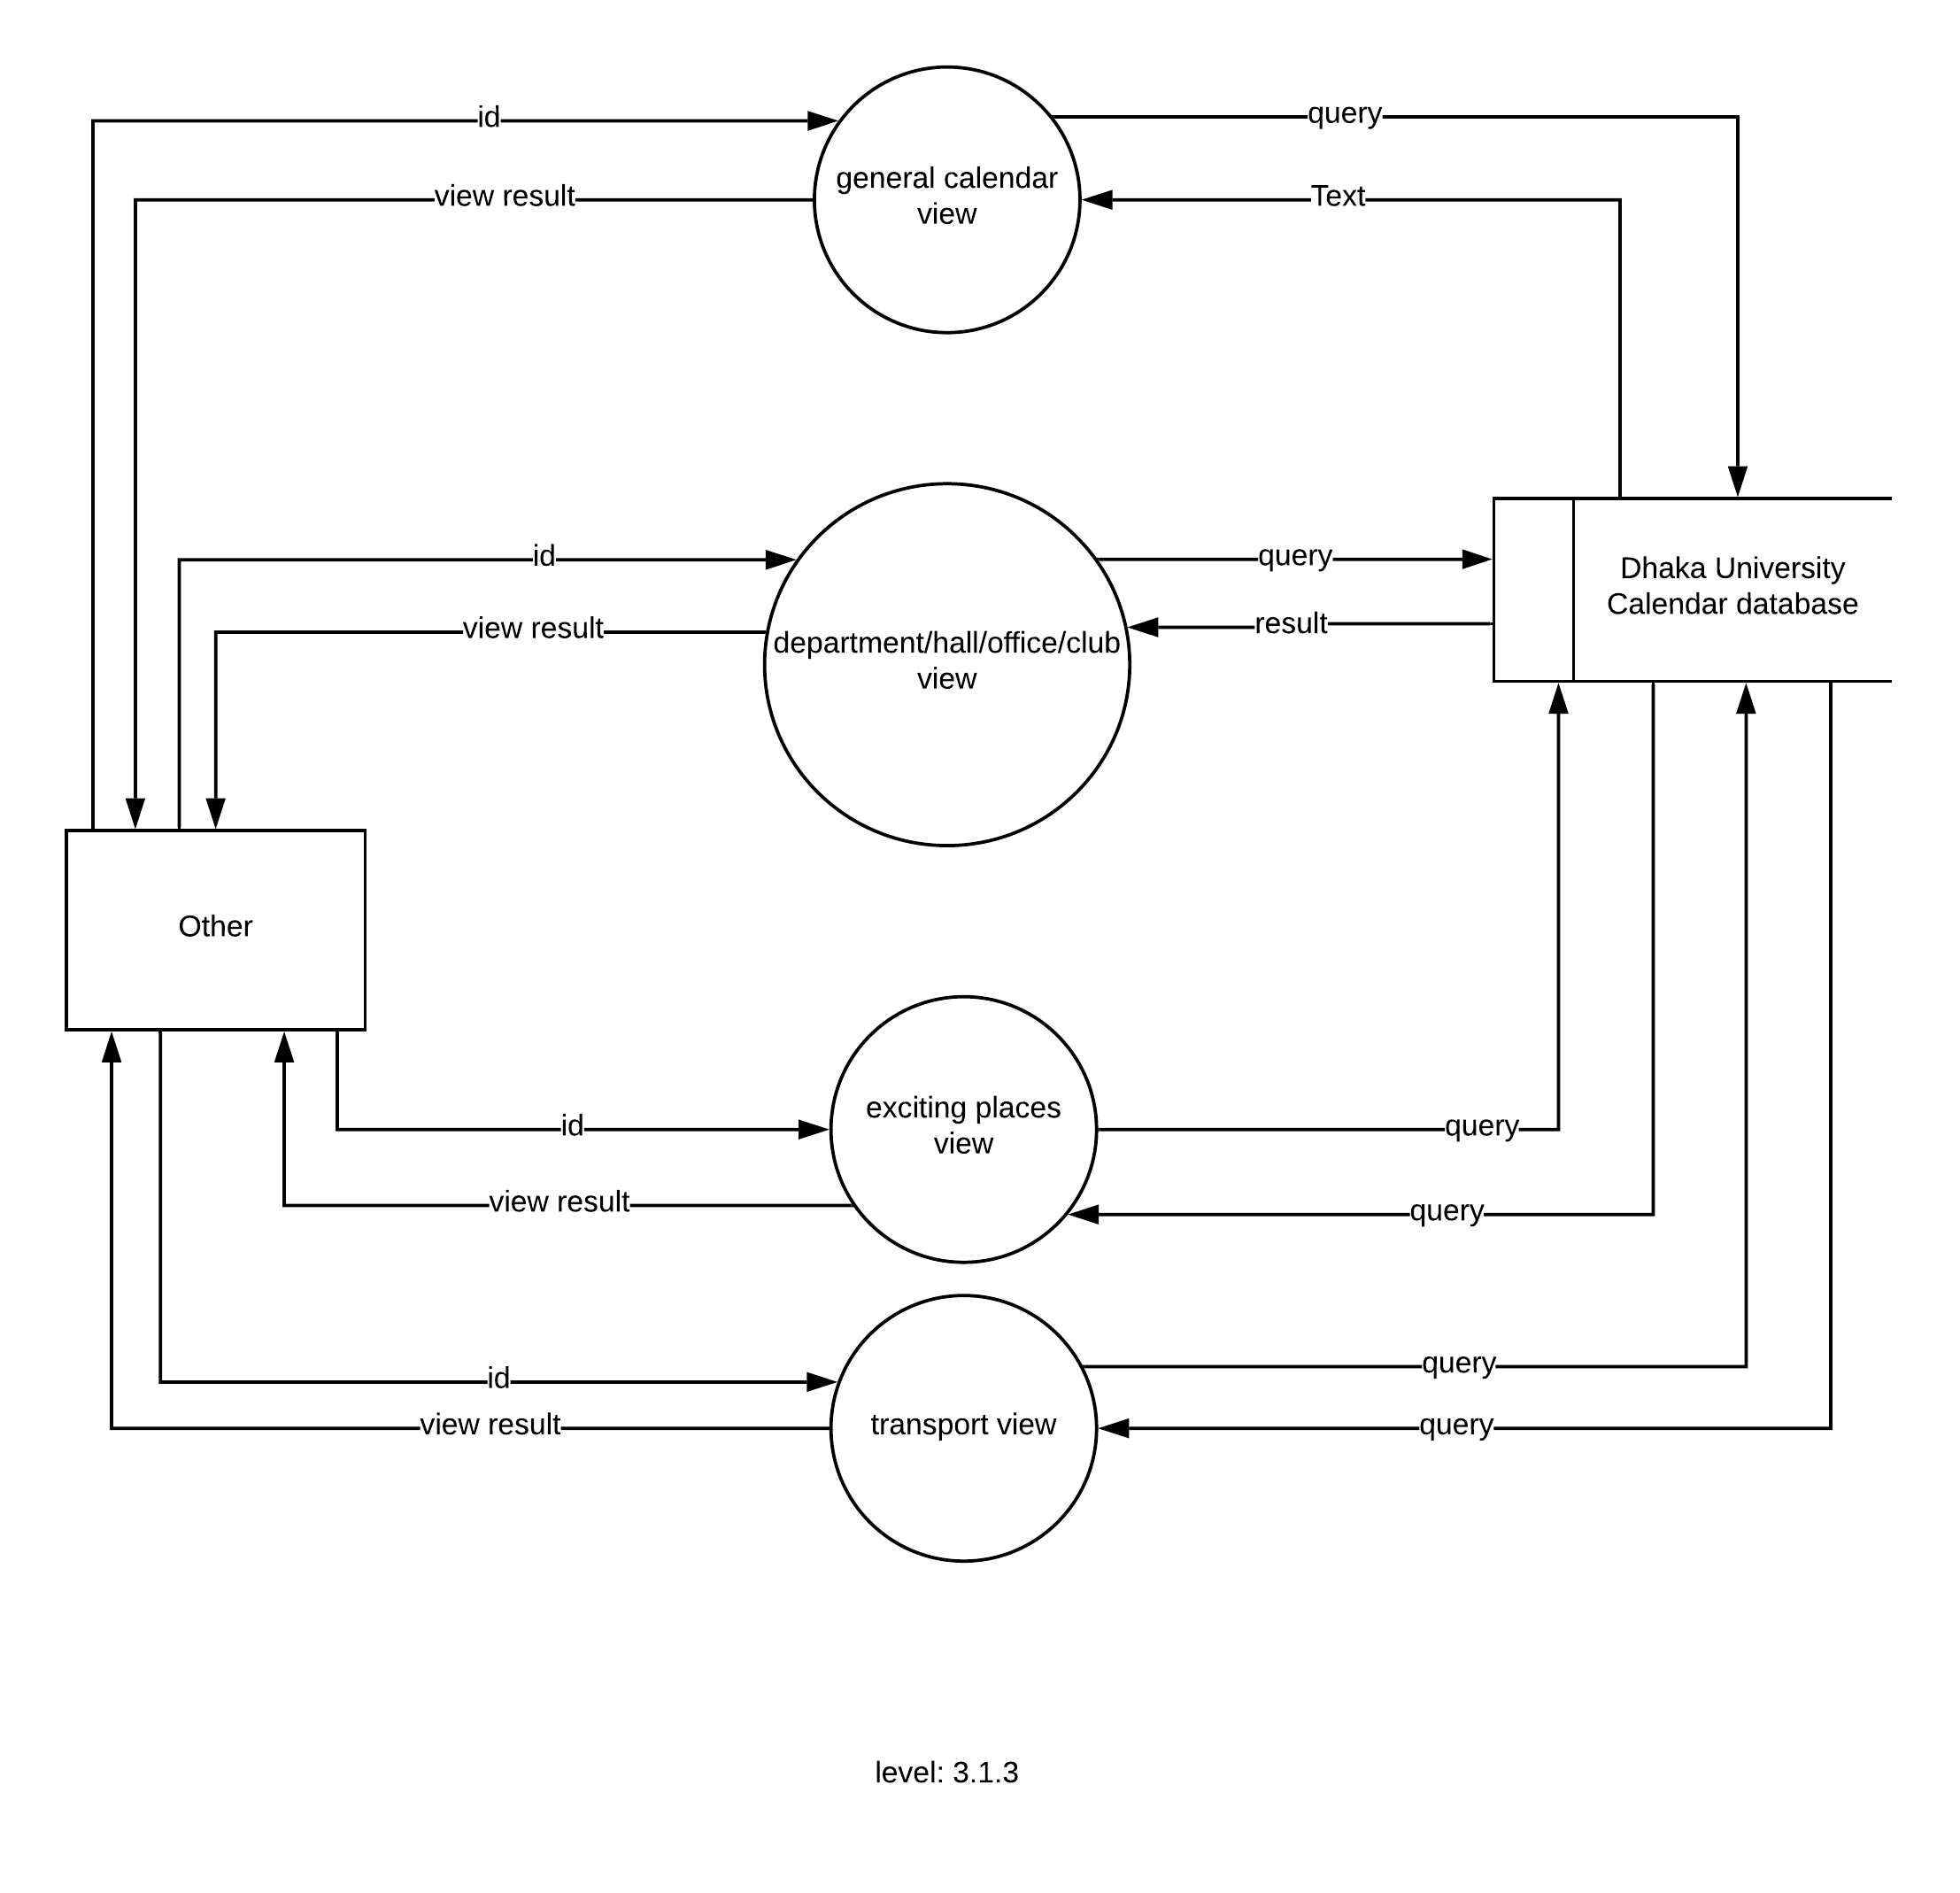 id
query
general calendar
view
view result
Text
id
query
Dhaka University
Calendar database
view result
result
department/hall/office/club
view
Other
exciting places
view
id
query
view result
query
id
query
transport view
view result
query
level: 3.1.3